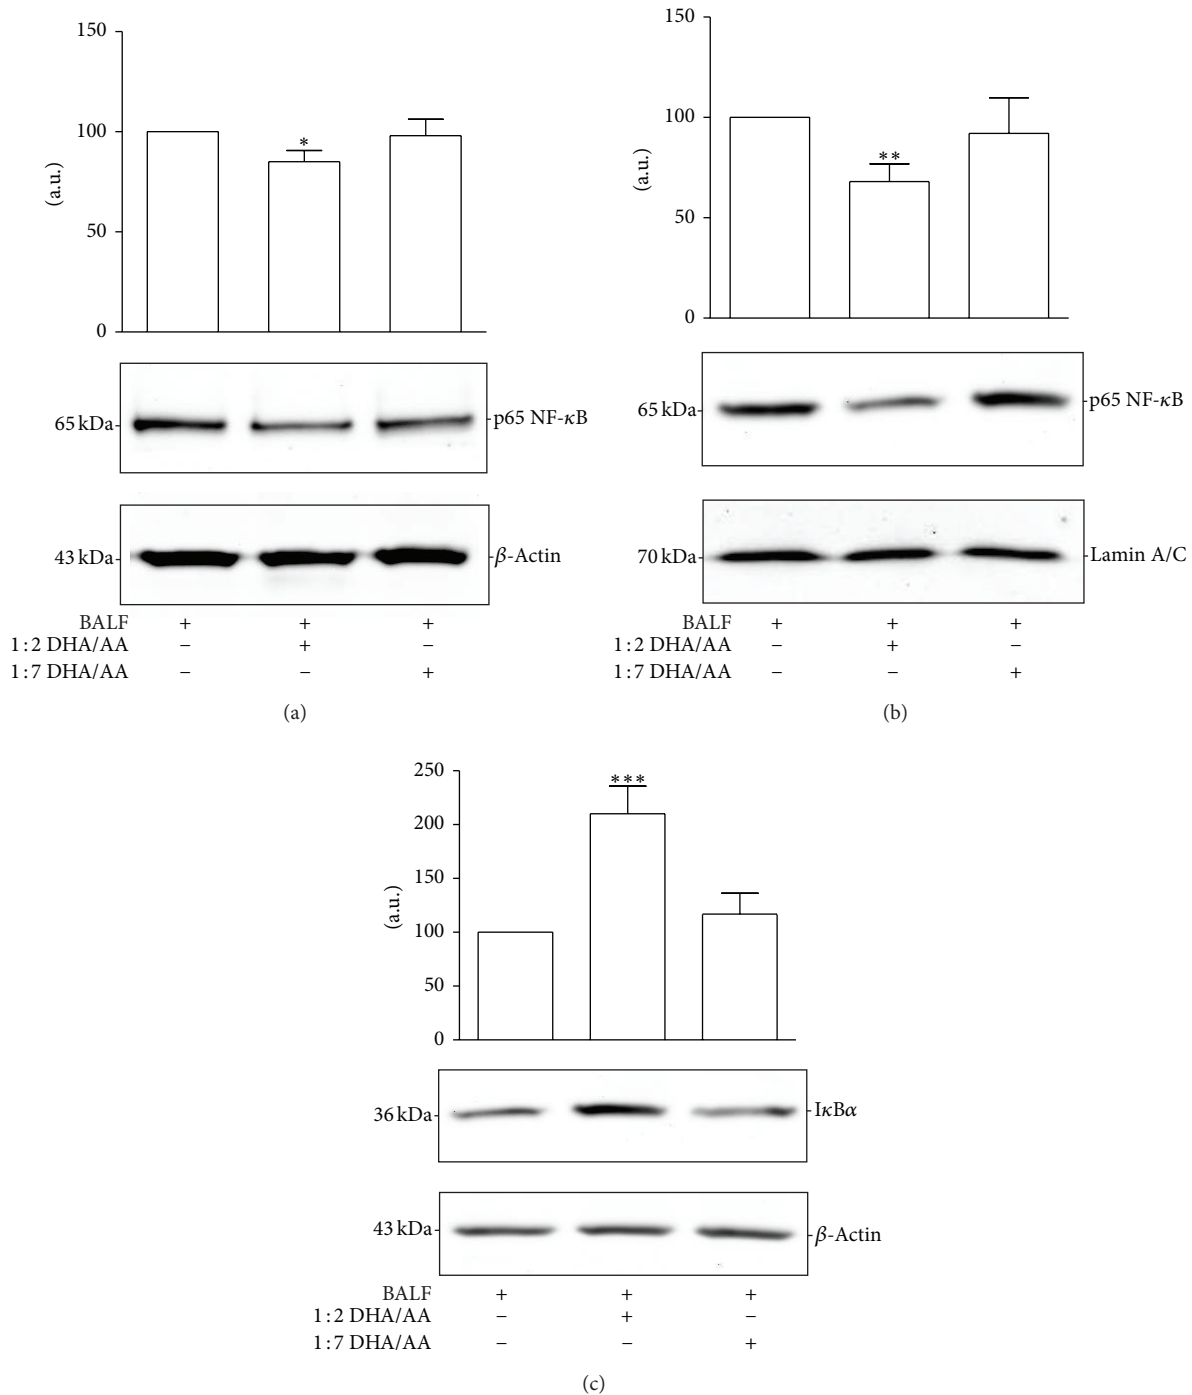 150
100
50
0
(a.u.)
*
65 kDa
p65 NF-κB
43 kDa
β-Actin
BALF + + +
1:2 DHA/AA − + −
1:7 DHA/AA − − +
(a)
150
100
50
0
(a.u.)
**
65 kDa
p65 NF-κB
70 kDa
Lamin A/C
BALF + + +
1:2 DHA/AA − + −
1:7 DHA/AA − − +
(b)
250
200
150
100
50
0
(a.u.)
***
36 kDa
IκBα
43 kDa
β-Actin
BALF + + +
1:2 DHA/AA − + −
1:7 DHA/AA − − +
(c)